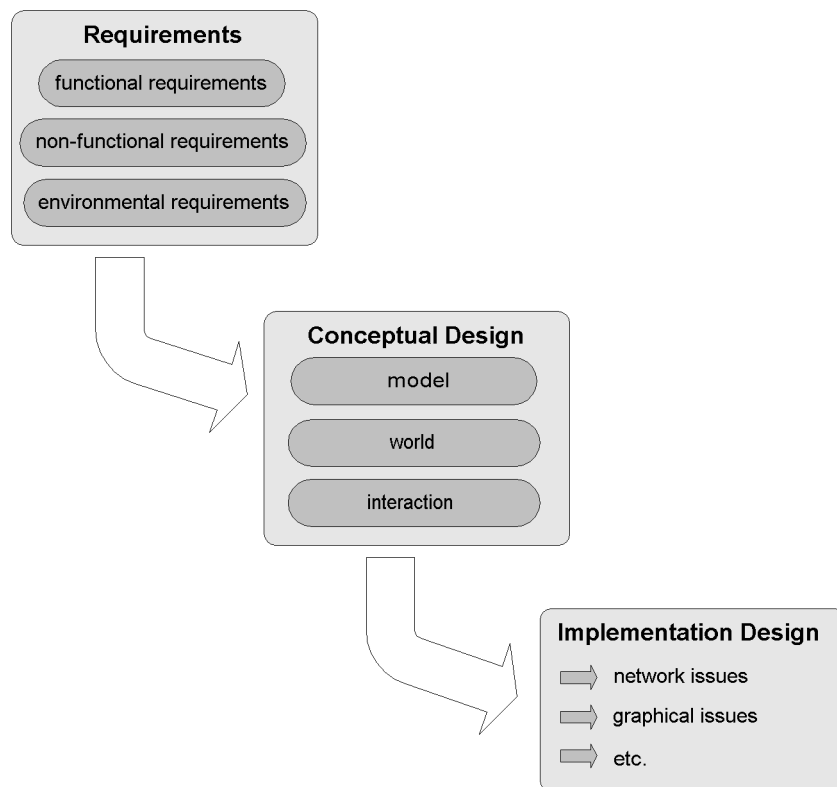 Requirements
functional requirements
non-functional requirements
environmental requirements
Conceptual Design
model
world
interaction
Implementation Design
network issues
graphical issues
etc.